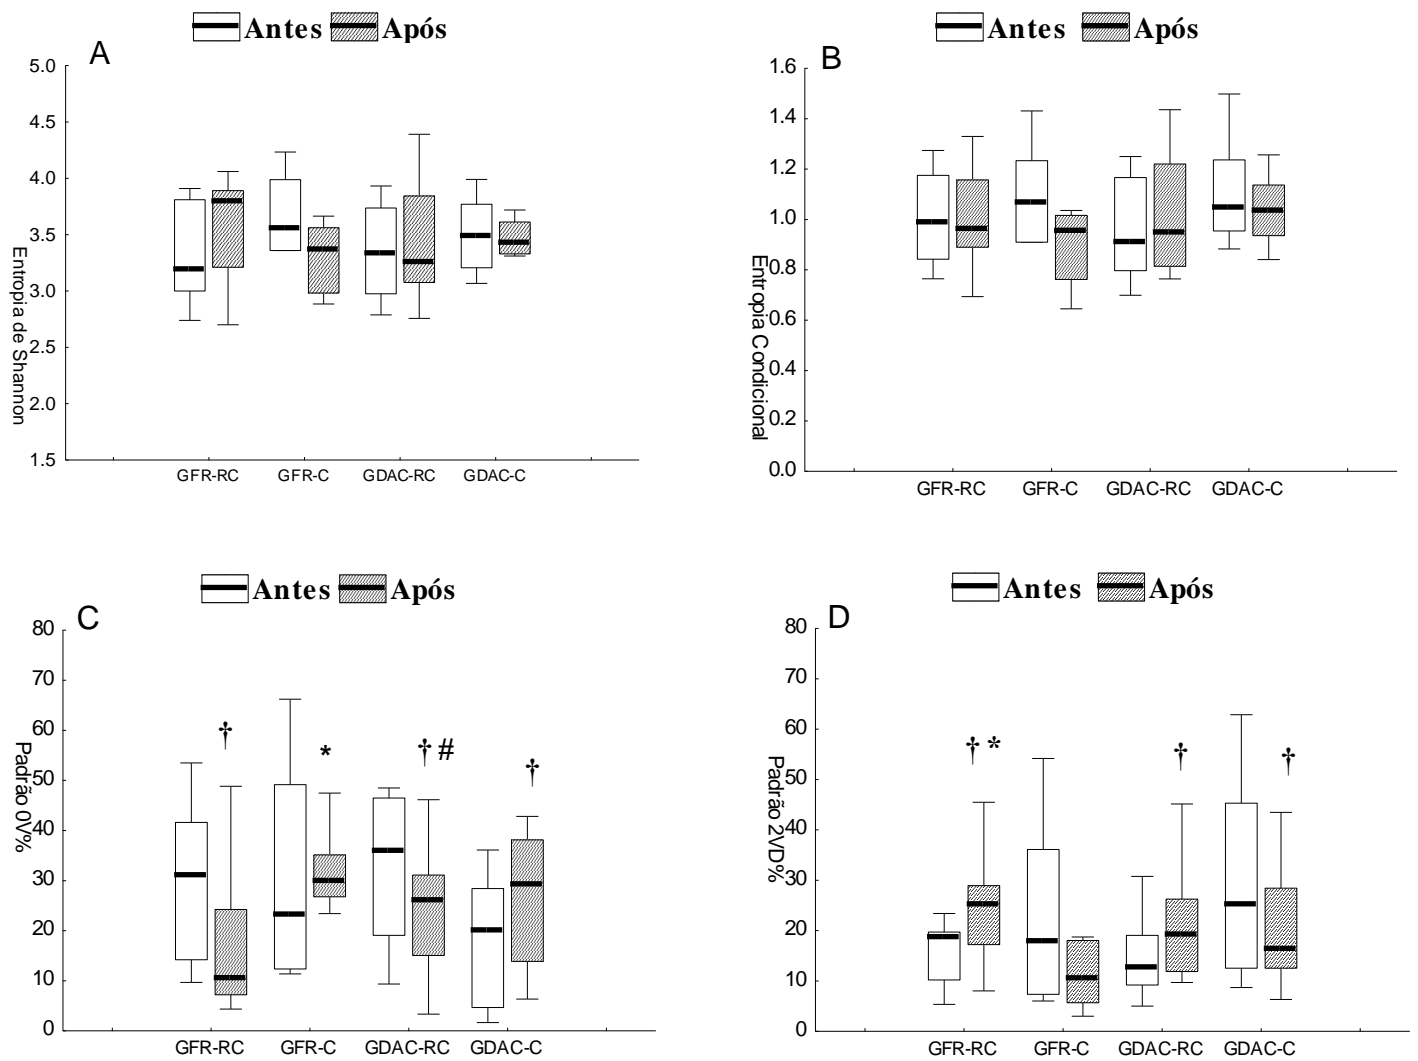 Antes Após
A
5.0
4.5
4.0
3.5
3.0
2.5
2.0
1.5
Entropia de Shannon
GFR-RC GFR-C GDAC-RC GDAC-C
Antes Após
B
1.6
1.4
1.2
1.0
0.8
0.6
0.4
0.2
0.0
Entropia Condicional
GFR-RC GFR-C GDAC-RC GDAC-C
Antes Após
C
80
70
60
50
40
30
20
10
0
Padrão 0V%
† * † # †
GFR-RC GFR-C GDAC-RC GDAC-C
Antes Após
D
80
70
60
50
40
30
20
10
0
Padrão 2VD%
† * † †
GFR-RC GFR-C GDAC-RC GDAC-C